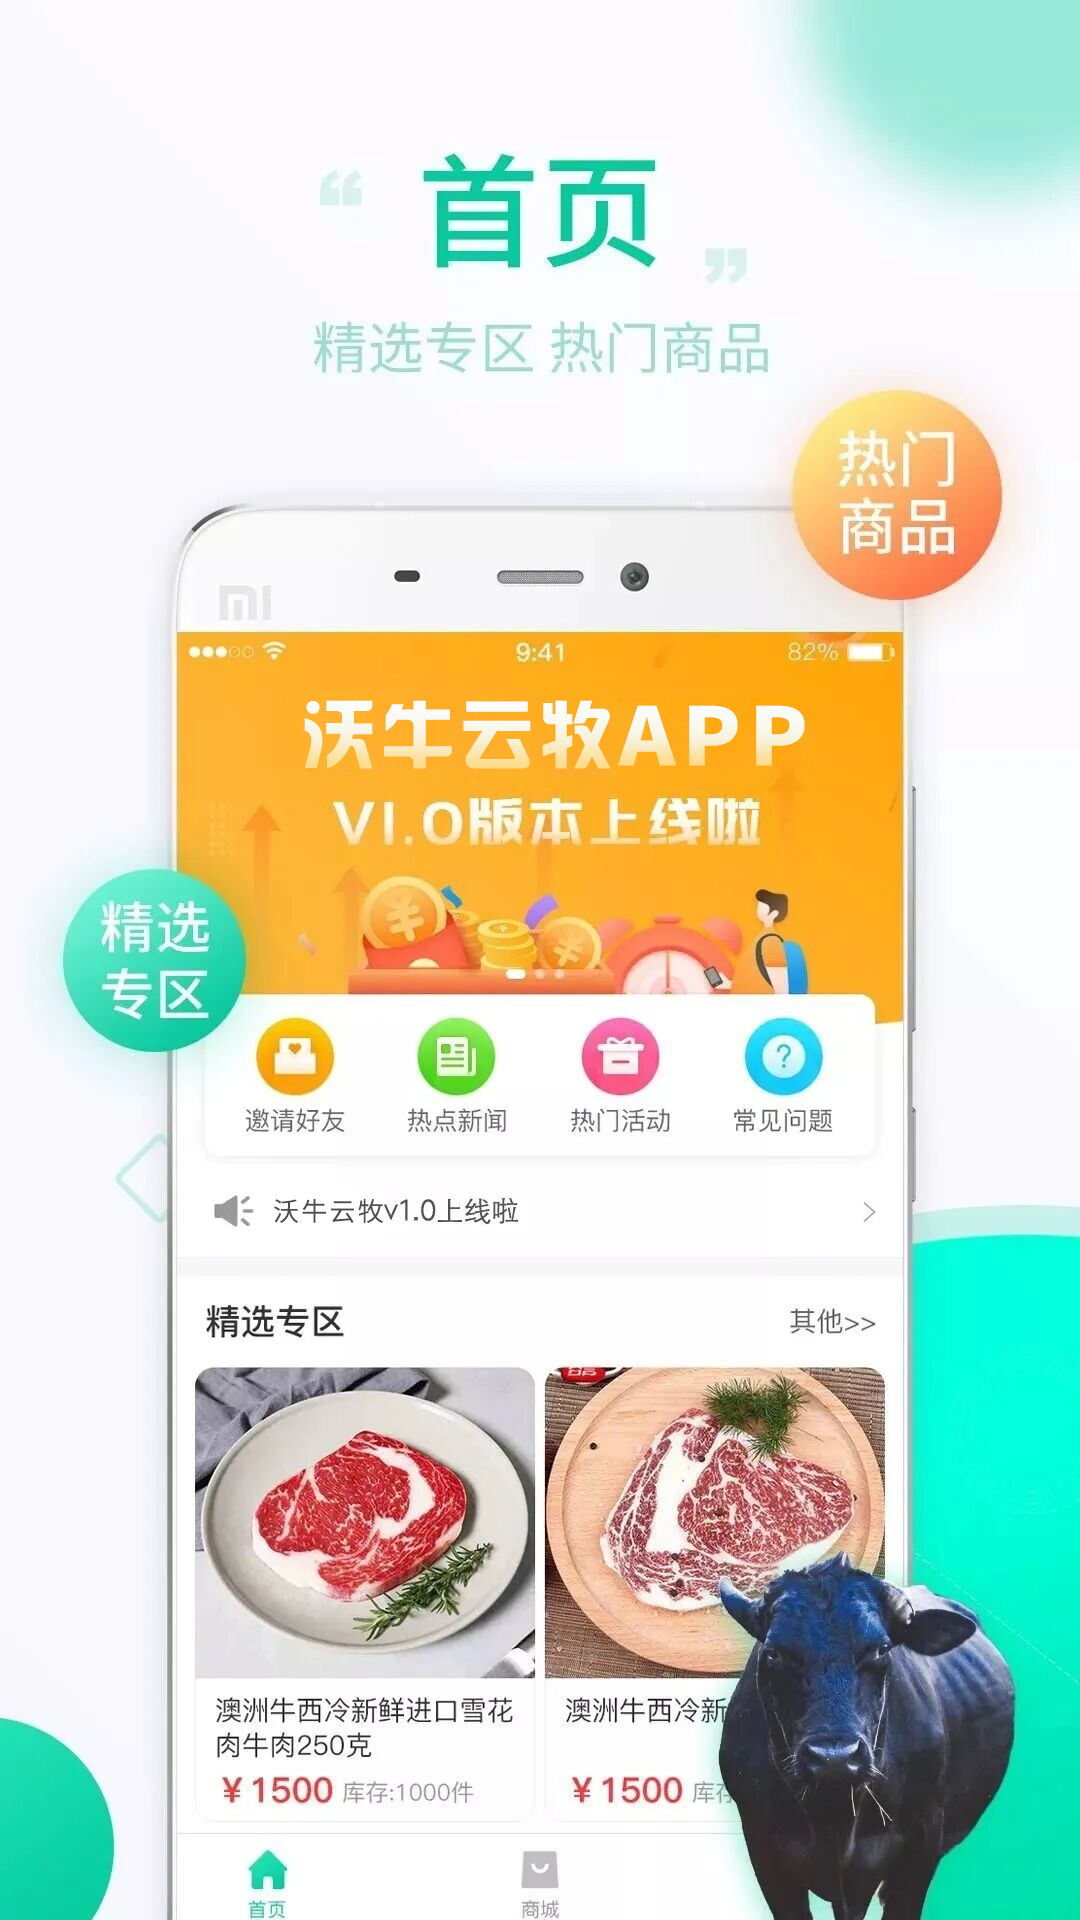 首页
精选专区 热门商品
热门
商品
MI
9:41
82%
沃牛云牧APP
V1.0版本上线啦
精选
专区
邀请好友
热点新闻
热门活动
常见问题
沃牛云牧v1.0上线啦
精选专区
其他>>
澳洲牛西冷新鲜进口雪花
肉牛肉250克
¥1500 库存:1000件
澳洲牛西冷新
¥1500 库存
首页
商城